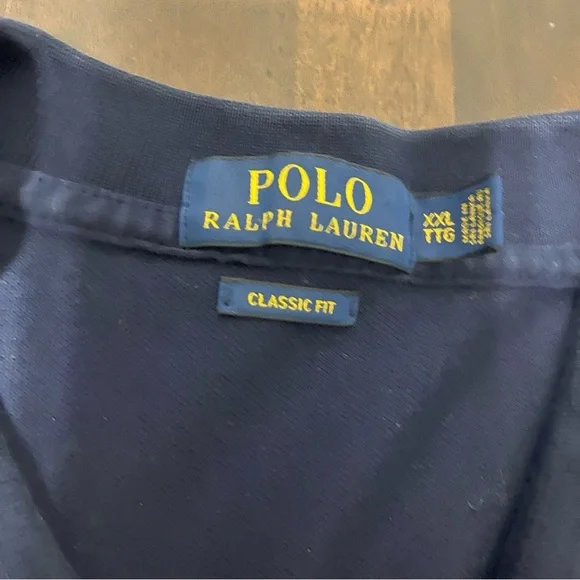 POLO
RALPH LAUREN
XXL
TTG
CLASSIC FIT